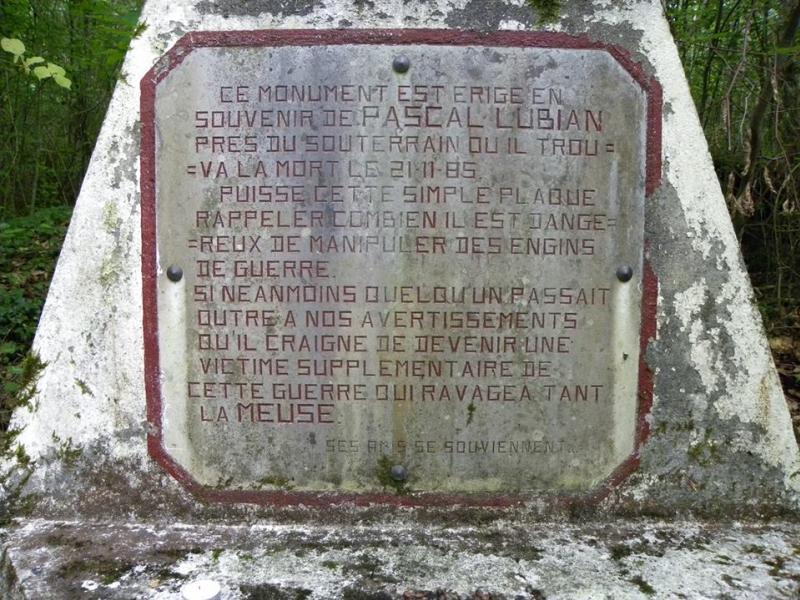 CE MONUMENT EST ERIGE EN
SOUVENIR DE PASCAL LUBIAN
PRES DU SOUTERRAIN OU IL TROU=
=VA LA MORT LE 21·11·85.
PUISSE CETTE SIMPLE PLAQUE
RAPPELER COMBIEN IL EST DANGE=
=REUX DE MANIPULER DES ENGINS
DE GUERRE.
SI NEANMOINS QUELQU'UN PASSAIT
OUTRE A NOS AVERTISSEMENTS
QU'IL CRAIGNE DE DEVENIR UNE
VICTIME SUPPLEMENTAIRE DE
CETTE GUERRE QUI RAVAGEA TANT
LA MEUSE.
SES AMIS SE SOUVIENNENT...